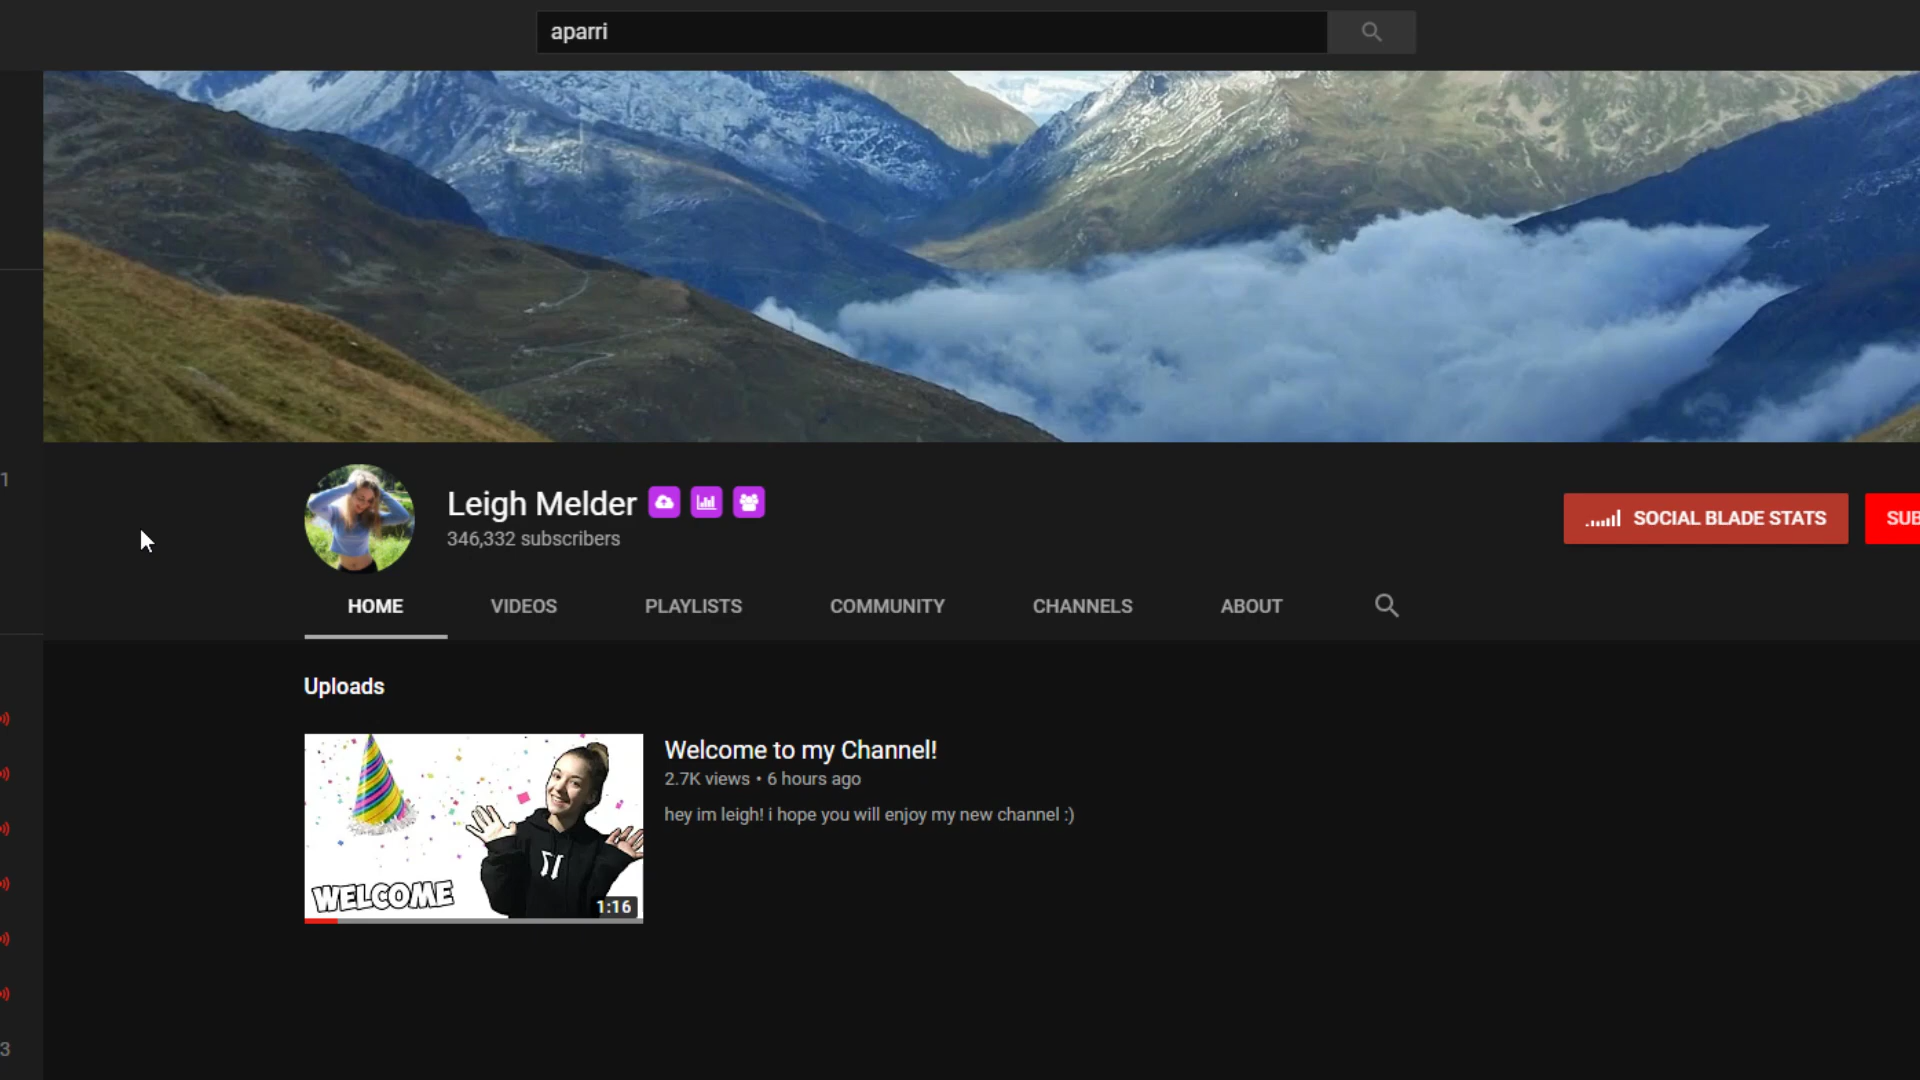 aparri
Leigh Melder
346,332 subscribers
SOCIAL BLADE STATS
SUB
HOME
VIDEOS
PLAYLISTS
COMMUNITY
CHANNELS
ABOUT
Uploads
WELCOME
1:16
Welcome to my Channel!
2.7K views • 6 hours ago
hey im leigh! i hope you will enjoy my new channel :)
1
3